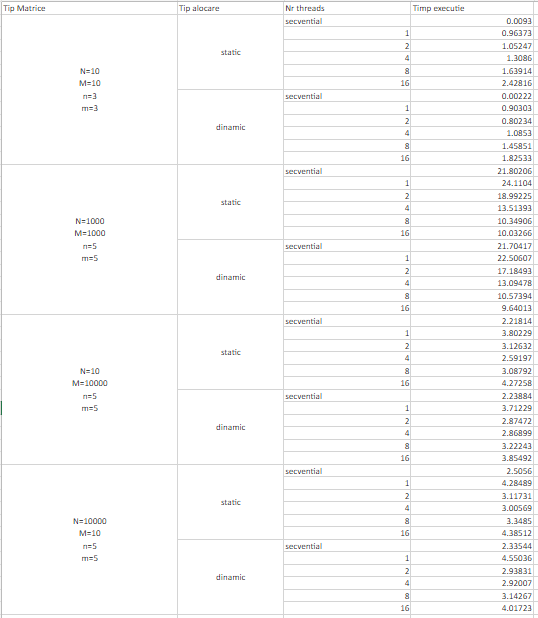 Tip Matrice Tip alocare Nr threads Timp executie
N=10
M=10
n=3
m=3
static
secvential 0.0093
1 0.96373
2 1.05247
4 1.3086
8 1.63914
16 2.42816
dinamic
secvential 0.00222
1 0.90303
2 0.80234
4 1.0853
8 1.45851
16 1.82533
N=1000
M=1000
n=5
m=5
static
secvential 21.80206
1 24.1104
2 18.99225
4 13.51393
8 10.34906
16 10.03266
dinamic
secvential 21.70417
1 22.50607
2 17.18493
4 13.09478
8 10.57394
16 9.64013
N=10
M=10000
n=5
m=5
static
secvential 2.21814
1 3.80229
2 3.12632
4 2.59197
8 3.08792
16 4.27258
dinamic
secvential 2.23884
1 3.71229
2 2.87472
4 2.86899
8 3.22243
16 3.85492
N=10000
M=10
n=5
m=5
static
secvential 2.5056
1 4.28489
2 3.11731
4 3.00569
8 3.3485
16 4.38512
dinamic
secvential 2.33544
1 4.55036
2 2.93831
4 2.92007
8 3.14267
16 4.01723